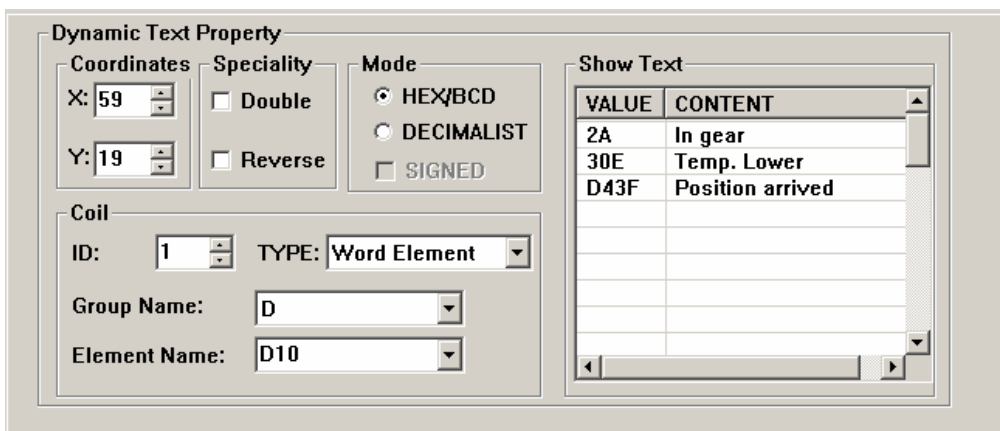 Dynamic Text Property
Coordinates
X: 59
Y: 19
Speciality
Double
Reverse
Mode
HEX/BCD
DECIMALIST
SIGNED
Coil
ID: 1 TYPE: Word Element
Group Name: D
Element Name: D10
Show Text
VALUE CONTENT
2A In gear
30E Temp. Lower
D43F Position arrived